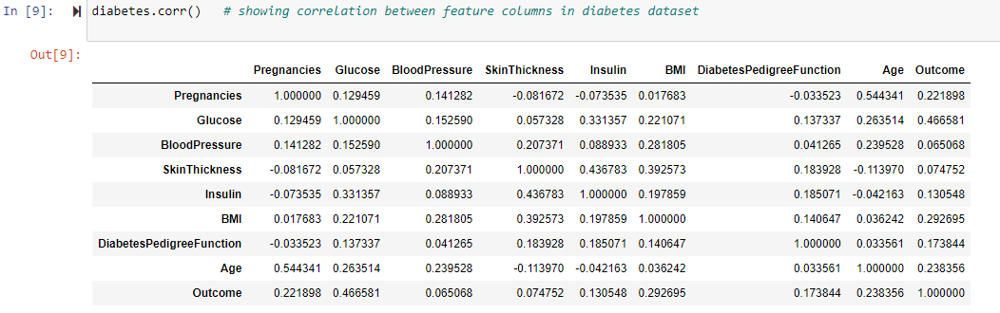 In [9]: diabetes.corr() # showing correlation between feature columns in diabetes dataset
Out[9]:
Pregnancies Glucose BloodPressure SkinThickness Insulin BMI DiabetesPedigreeFunction Age Outcome
Pregnancies 1.000000 0.129459 0.141282 -0.081672 -0.073535 0.017683 -0.033523 0.544341 0.221898
Glucose 0.129459 1.000000 0.152590 0.057328 0.331357 0.221071 0.137337 0.263514 0.466581
BloodPressure 0.141282 0.152590 1.000000 0.207371 0.088933 0.281805 0.041265 0.239528 0.065068
SkinThickness -0.081672 0.057328 0.207371 1.000000 0.436783 0.392573 0.183928 -0.113970 0.074752
Insulin -0.073535 0.331357 0.088933 0.436783 1.000000 0.197859 0.185071 -0.042163 0.130548
BMI 0.017683 0.221071 0.281805 0.392573 0.197859 1.000000 0.140647 0.036242 0.292695
DiabetesPedigreeFunction -0.033523 0.137337 0.041265 0.183928 0.185071 0.140647 1.000000 0.033561 0.173844
Age 0.544341 0.263514 0.239528 -0.113970 -0.042163 0.036242 0.033561 1.000000 0.238356
Outcome 0.221898 0.466581 0.065068 0.074752 0.130548 0.292695 0.173844 0.238356 1.000000